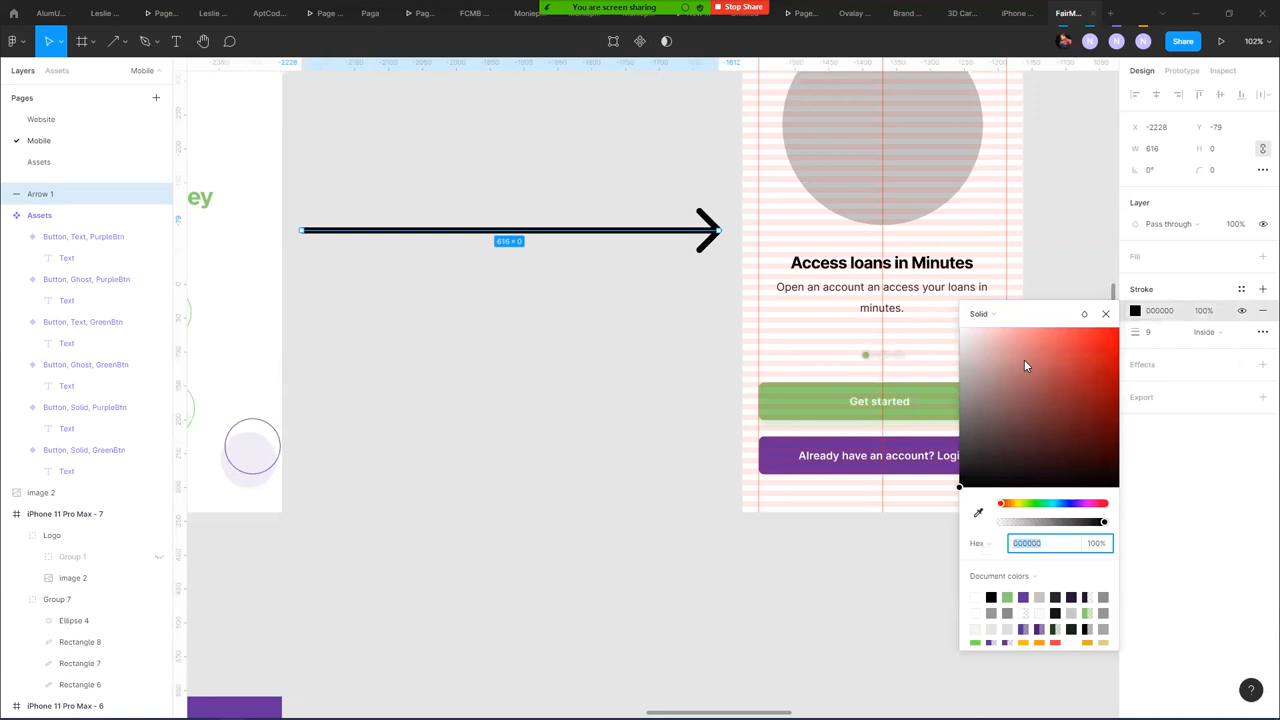 You are screen sharing
Stop Share
AlumU...
Leslie ...
Page...
Leslie ...
AptCod...
Page...
Paga
Pag...
FCMB ...
Moniep...
Page...
Ovalay ...
Brand ...
3D Car...
iPhone ...
FairM...
Share
102%
Layers
Assets
Mobile
Pages
Website
Mobile
Assets
Arrow 1
Assets
Button, Text, PurpleBtn
Text
Button, Ghost, PurpleBtn
Text
Button, Text, GreenBtn
Text
Button, Ghost, GreenBtn
Text
Button, Solid, PurpleBtn
Text
Button, Solid, GreenBtn
Text
image 2
iPhone 11 Pro Max - 7
Logo
Group 1
image 2
Group 7
Ellipse 4
Rectangle 8
Rectangle 7
Rectangle 6
iPhone 11 Pro Max - 6
-2228
-1612
-79
ey
616 × 0
Access loans in Minutes
Open an account an access your loans in
minutes.
Get started
Already have an account? Logi
Solid
Hex
000000
100%
Document colors
Design
Prototype
Inspect
X -2228
Y -79
W 616
H 0
0°
0
Layer
Pass through
100%
Fill
Stroke
000000
100%
9
Inside
Effects
Export
?